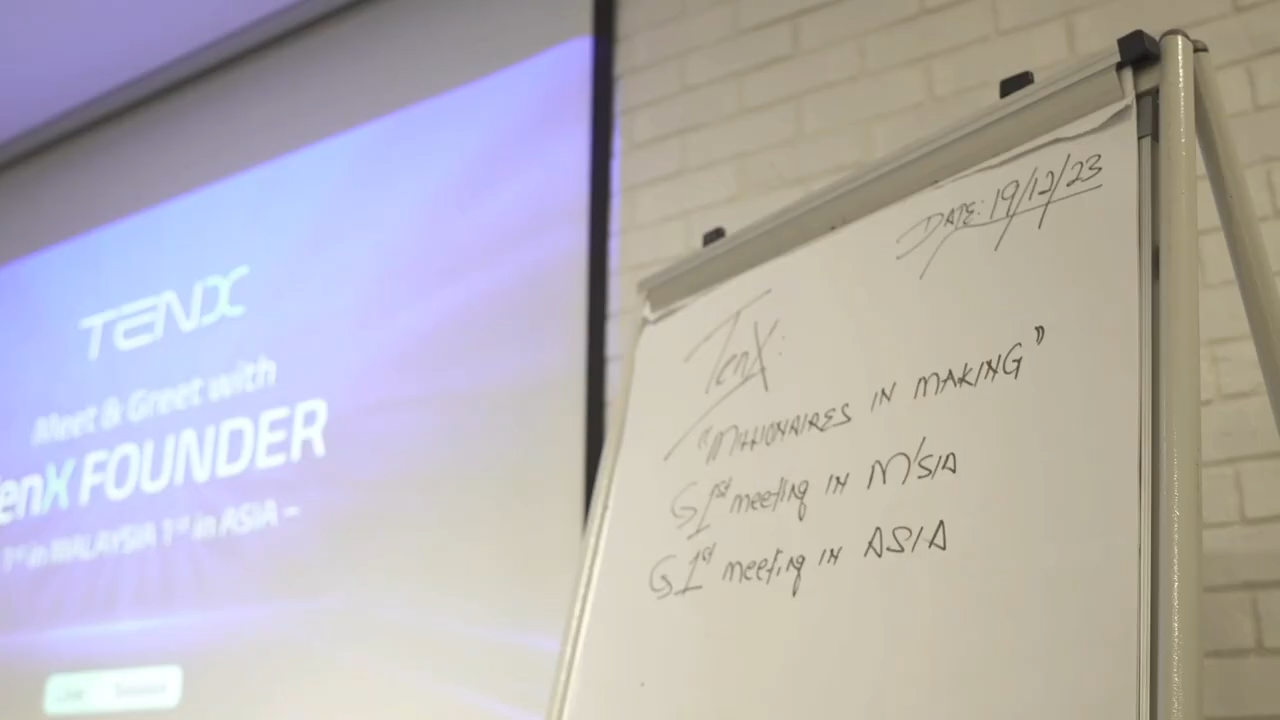 TENX
Meet & Greet with
TenX FOUNDER
1st in MALAYSIA 1st in ASIA –
DATE: 19/12/23
TenX:
"MILLIONAIRES IN MAKING"
1st meeting IN M'SIA
1st meeting IN ASIA